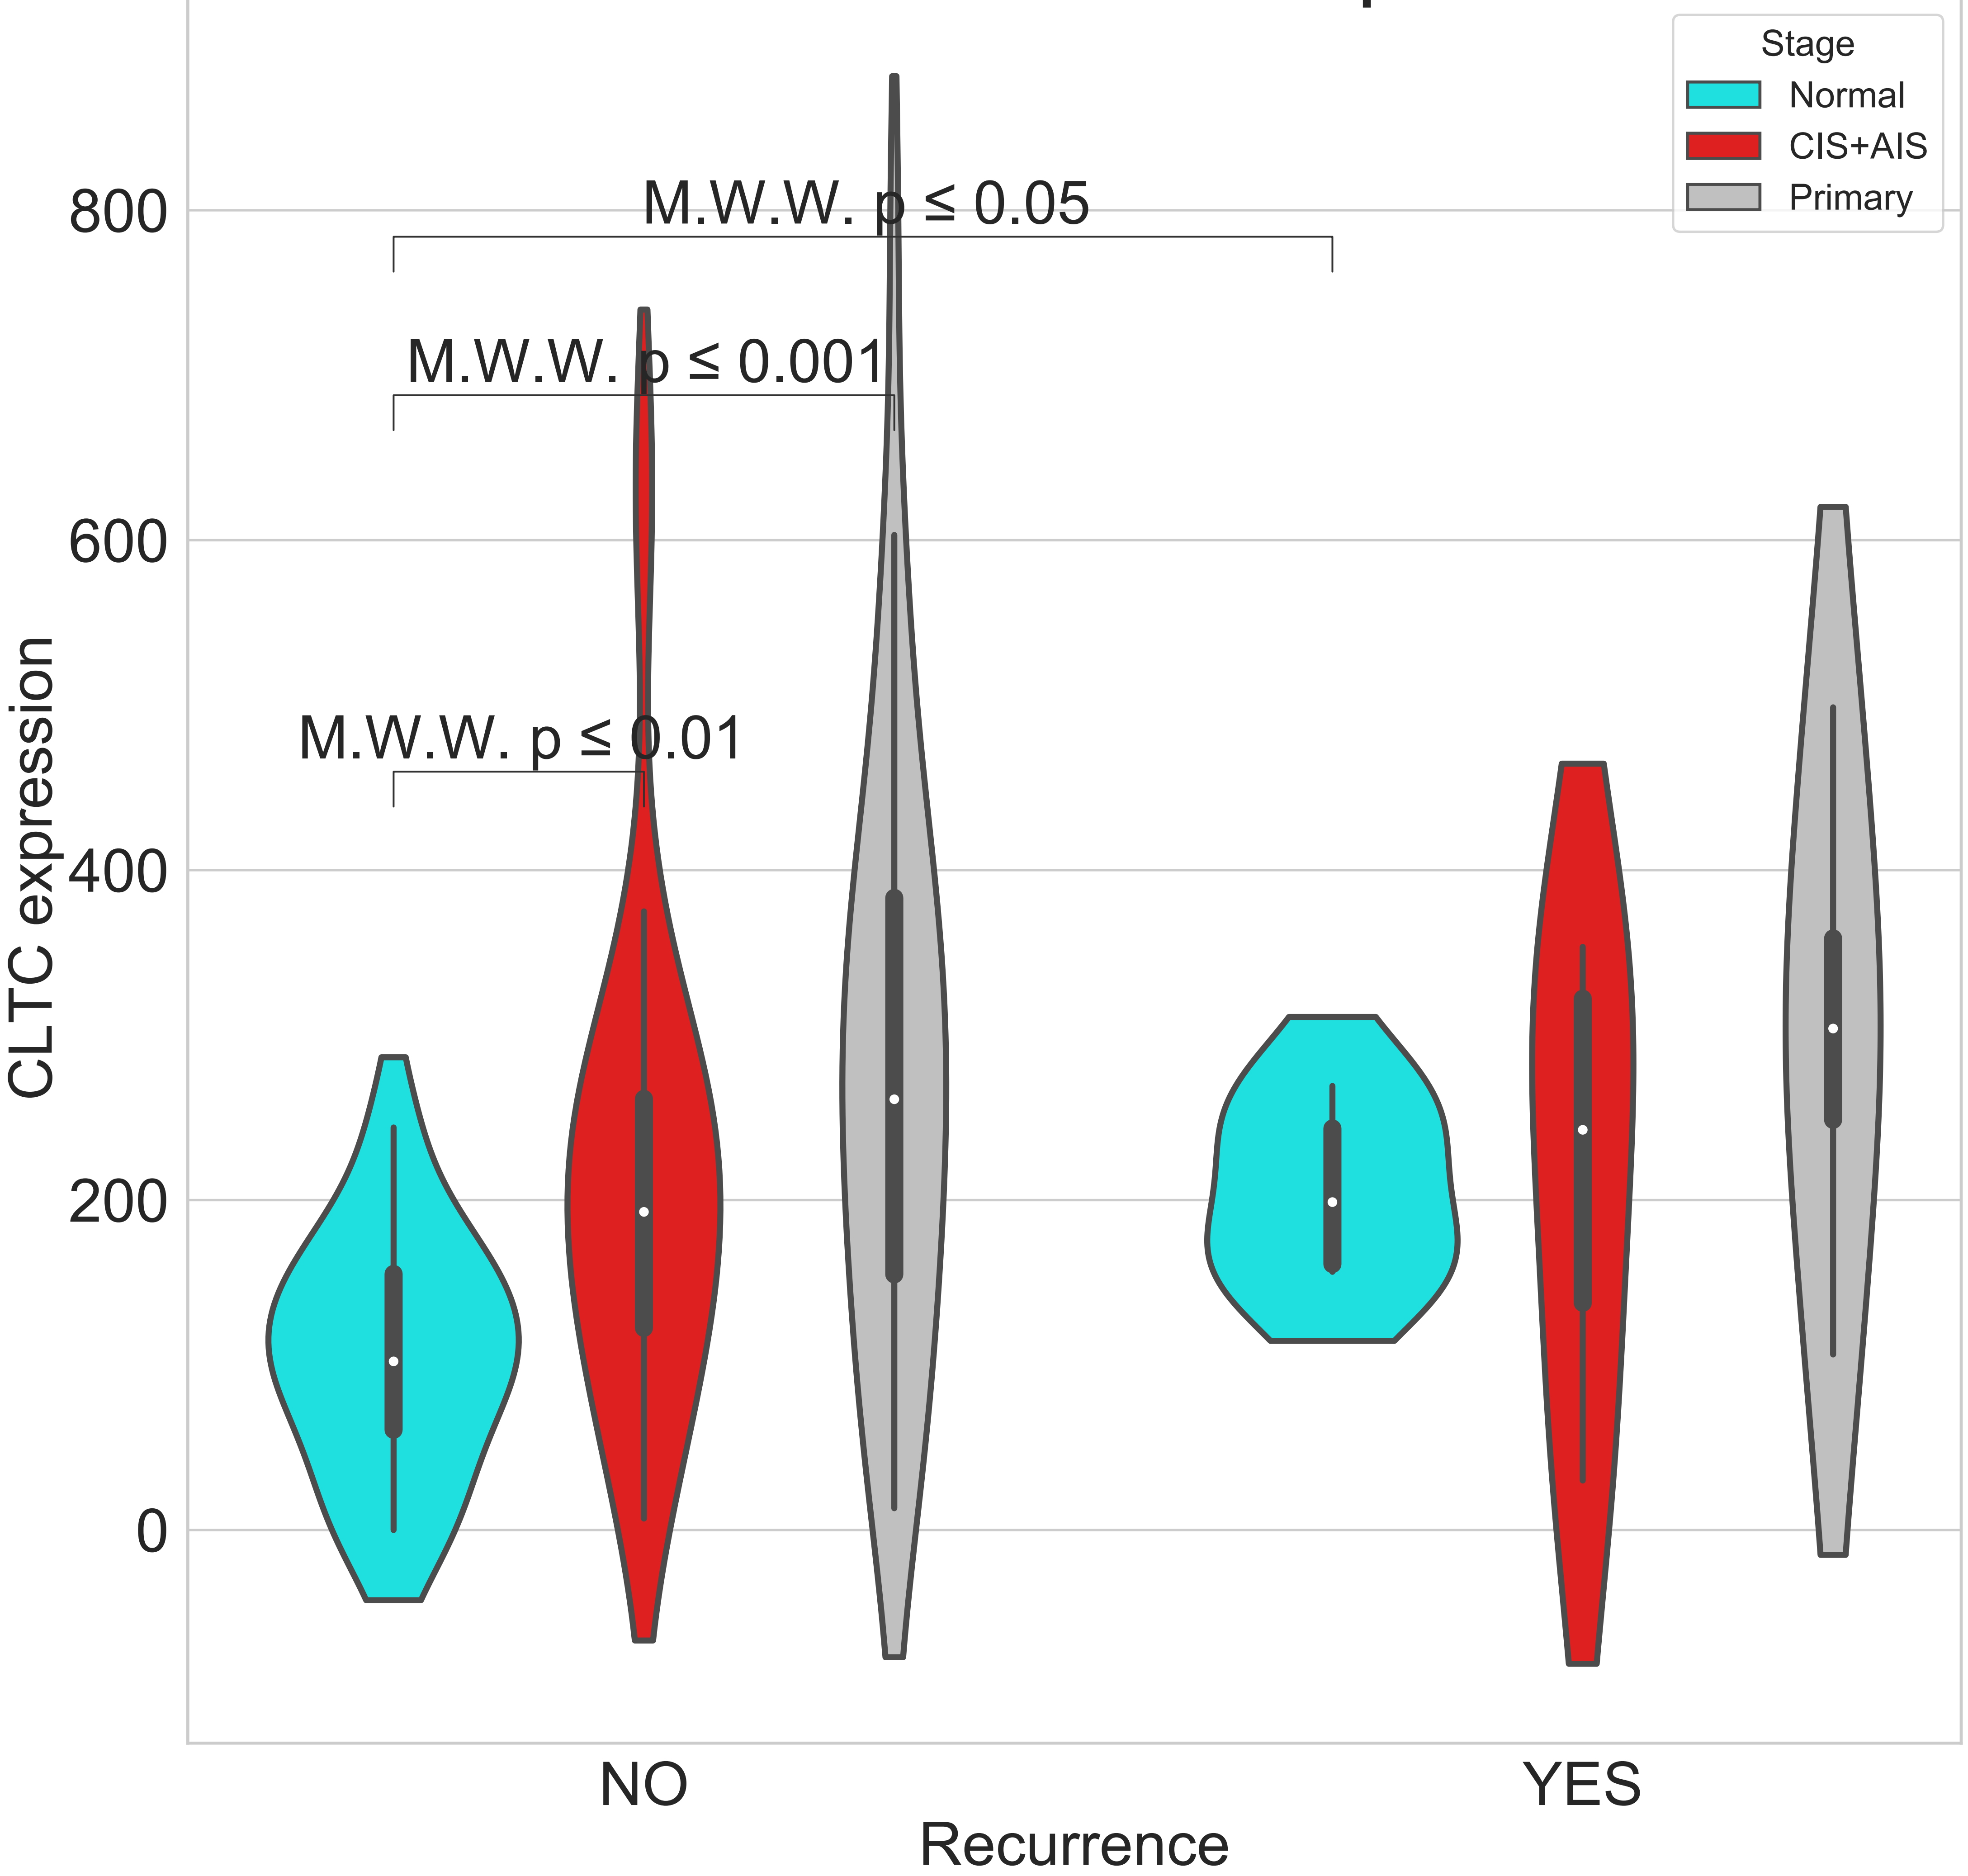 Stage
Normal
CIS+AIS
Primary
800
600
400
200
0
CLTC expression
M.W.W. p ≤ 0.05
M.W.W. p ≤ 0.001
M.W.W. p ≤ 0.01
NO
YES
Recurrence